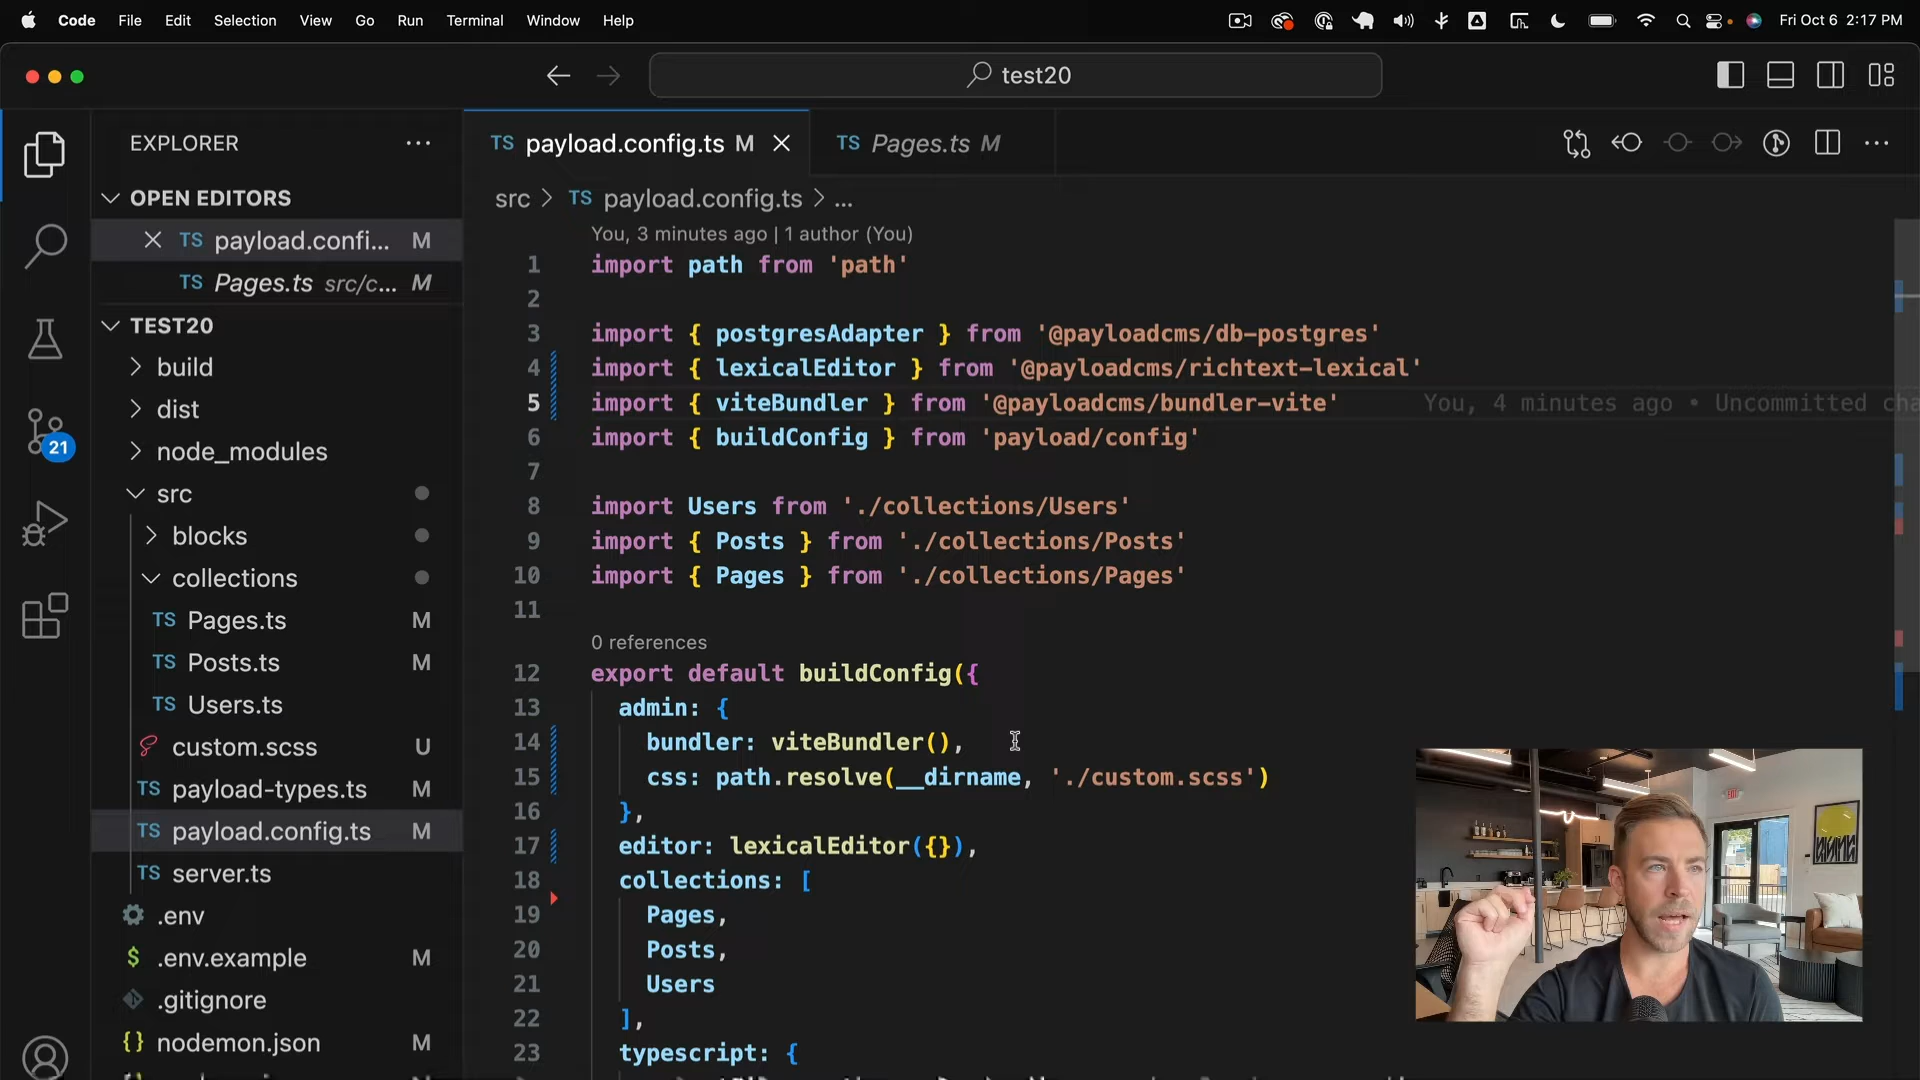 Code File Edit Selection View Go Run Terminal Window Help Fri Oct 6 2:17 PM
test20
EXPLORER
OPEN EDITORS
TS payload.confi... M
TS Pages.ts src/c... M
TEST20
build
dist
node_modules
src
blocks
collections
TS Pages.ts M
TS Posts.ts M
TS Users.ts
custom.scss U
TS payload-types.ts M
TS payload.config.ts M
TS server.ts
.env
$ .env.example M
.gitignore
{} nodemon.json M
21
TS payload.config.ts M
TS Pages.ts M
src > TS payload.config.ts > ...
You, 3 minutes ago | 1 author (You)
1 import path from 'path'
2
3 import { postgresAdapter } from '@payloadcms/db-postgres'
4 import { lexicalEditor } from '@payloadcms/richtext-lexical'
5 import { viteBundler } from '@payloadcms/bundler-vite' You, 4 minutes ago • Uncommitted cha
6 import { buildConfig } from 'payload/config'
7
8 import Users from './collections/Users'
9 import { Posts } from './collections/Posts'
10 import { Pages } from './collections/Pages'
11
0 references
12 export default buildConfig({
13 admin: {
14 bundler: viteBundler(),
15 css: path.resolve(__dirname, './custom.scss')
16 },
17 editor: lexicalEditor({}),
18 collections: [
19 Pages,
20 Posts,
21 Users
22 ],
23 typescript: {